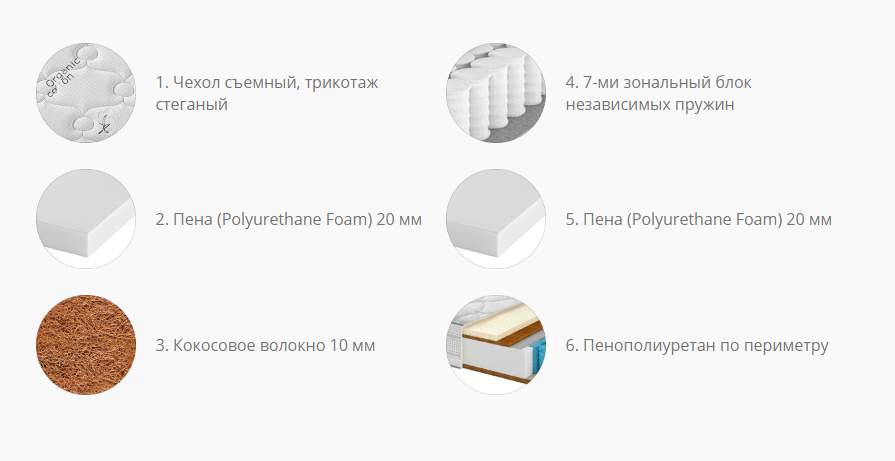 Organic
1. Чехол съемный, трикотаж
стеганый
2. Пена (Polyurethane Foam) 20 мм
3. Кокосовое волокно 10 мм
4. 7-ми зональный блок
независимых пружин
5. Пена (Polyurethane Foam) 20 мм
6. Пенополиуретан по периметру